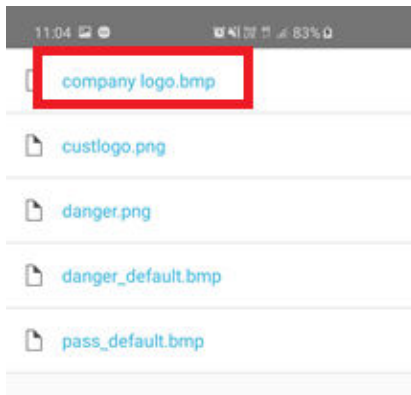 11:04 83%
company logo.bmp
custlogo.png
danger.png
danger_default.bmp
pass_default.bmp